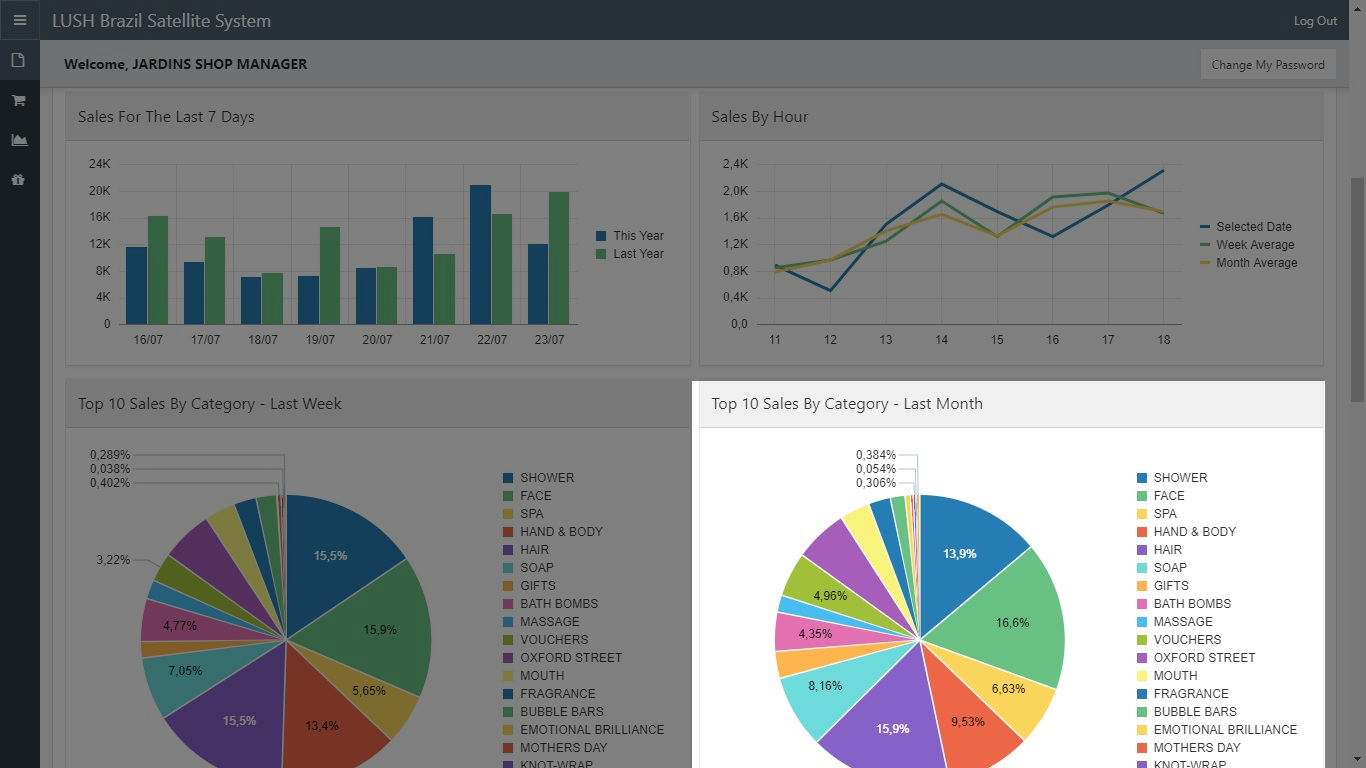 LUSH Brazil Satellite System
Log Out
Welcome, JARDINS SHOP MANAGER
Change My Password
Sales For The Last 7 Days
24K
20K
16K
12K
8K
4K
0
16/07 17/07 18/07 19/07 20/07 21/07 22/07 23/07
This Year
Last Year
Sales By Hour
2,4K
2,0K
1,6K
1,2K
0,8K
0,4K
0,0
11 12 13 14 15 16 17 18
Selected Date
Week Average
Month Average
Top 10 Sales By Category - Last Week
0,289%
0,038%
0,402%
3,22%
15,5%
15,9%
4,77%
7,05%
5,65%
15,5%
13,4%
SHOWER
FACE
SPA
HAND & BODY
HAIR
SOAP
GIFTS
BATH BOMBS
MASSAGE
VOUCHERS
OXFORD STREET
MOUTH
FRAGRANCE
BUBBLE BARS
EMOTIONAL BRILLIANCE
MOTHERS DAY
KNOT-WRAP
Top 10 Sales By Category - Last Month
0,384%
0,054%
0,306%
13,9%
4,96%
16,6%
4,35%
8,16%
6,63%
9,53%
15,9%
SHOWER
FACE
SPA
HAND & BODY
HAIR
SOAP
GIFTS
BATH BOMBS
MASSAGE
VOUCHERS
OXFORD STREET
MOUTH
FRAGRANCE
BUBBLE BARS
EMOTIONAL BRILLIANCE
MOTHERS DAY
KNOT-WRAP